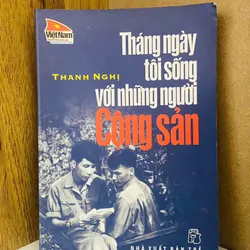 Việt Nam
Tháng ngày
tôi sống
THANH NGHỊ
với những người
Cộng sản
NHÀ XUẤT BẢN TRẺ